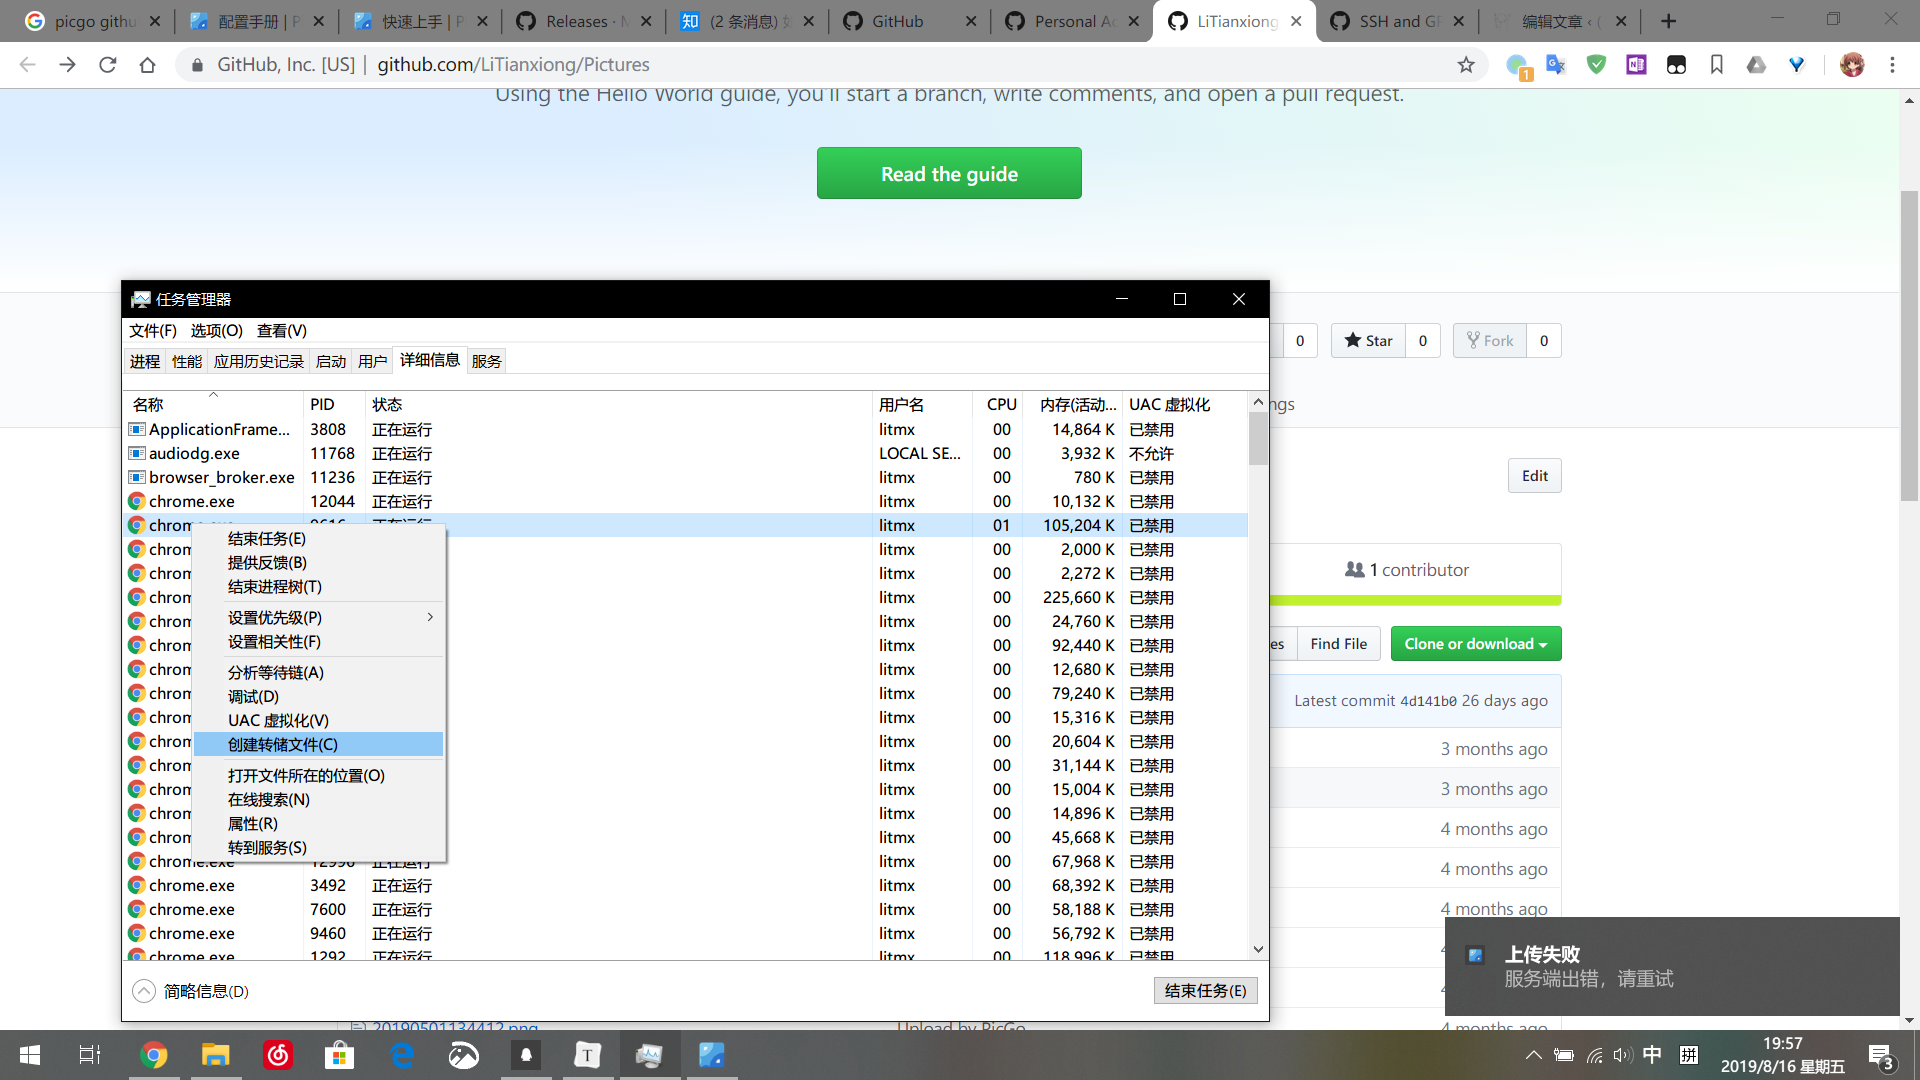 picgo githu
配置手册 | P
快速上手 | P
Releases · M
(2 条消息) 如
GitHub
Personal Ac
LiTianxiong
SSH and GP
编辑文章 ‹ (
GitHub, Inc. [US] | github.com/LiTianxiong/Pictures
Using the Hello World guide, you'll start a branch, write comments, and open a pull request.
Read the guide
任务管理器
文件(F) 选项(O) 查看(V)
进程 性能 应用历史记录 启动 用户 详细信息 服务
名称 PID 状态 用户名 CPU 内存(活动... UAC 虚拟化
ApplicationFrame... 3808 正在运行 litmx 00 14,864 K 已禁用
audiodg.exe 11768 正在运行 LOCAL SE... 00 3,932 K 不允许
browser_broker.exe 11236 正在运行 litmx 00 780 K 已禁用
chrome.exe 12044 正在运行 litmx 00 10,132 K 已禁用
chrome.exe 9616 正在运行 litmx 01 105,204 K 已禁用
chrom litmx 00 2,000 K 已禁用
chrom litmx 00 2,272 K 已禁用
chrom litmx 00 225,660 K 已禁用
chrom litmx 00 24,760 K 已禁用
chrom litmx 00 92,440 K 已禁用
chrom litmx 00 12,680 K 已禁用
chrom litmx 00 79,240 K 已禁用
chrom litmx 00 15,316 K 已禁用
chrom litmx 00 20,604 K 已禁用
chrom litmx 00 31,144 K 已禁用
chrom litmx 00 15,004 K 已禁用
chrom litmx 00 14,896 K 已禁用
chrom litmx 00 45,668 K 已禁用
chrome.exe 12996 正在运行 litmx 00 67,968 K 已禁用
chrome.exe 3492 正在运行 litmx 00 68,392 K 已禁用
chrome.exe 7600 正在运行 litmx 00 58,188 K 已禁用
chrome.exe 9460 正在运行 litmx 00 56,792 K 已禁用
chrome.exe 1292 正在运行 litmx 00 118,996 K 已禁用
结束任务(E)
提供反馈(B)
结束进程树(T)
设置优先级(P)
设置相关性(F)
分析等待链(A)
调试(D)
UAC 虚拟化(V)
创建转储文件(C)
打开文件所在的位置(O)
在线搜索(N)
属性(R)
转到服务(S)
简略信息(D)
结束任务(E)
0 Star 0 Fork 0
ngs
Edit
1 contributor
es Find File Clone or download
Latest commit 4d141b0 26 days ago
3 months ago
3 months ago
4 months ago
4 months ago
4 months ago
20190501134412.png Upload by PicGo 4 months ago
上传失败
服务端出错，请重试
中 拼
19:57
2019/8/16 星期五
3